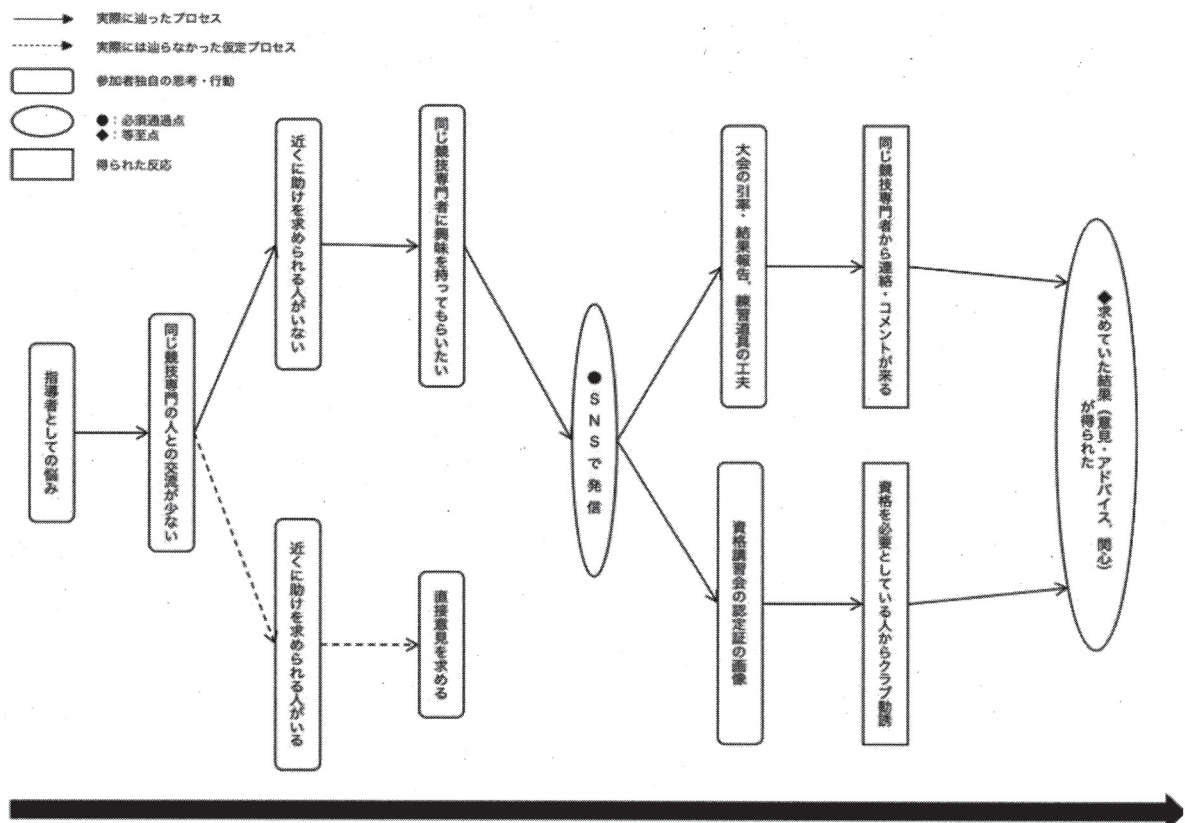 実際に辿ったプロセス
実際には辿らなかった仮定プロセス
参加者独自の思考・行動
●：必須通過点
◆：等至点
得られた反応
指導者としての悩み
同じ競技専門の人との交流が少ない
近くに助けを求められる人がいない
同じ競技専門者に興味を持ってもらいたい
近くに助けを求められる人がいる
直接意見を求める
●SNSで発信
大会の引率・結果報告、練習道具の工夫
同じ競技専門者から連絡・コメントが来る
資格講習会の認定証の画像
資格を必要としている人からクラブ勧誘
◆求めていた結果（意見・アドバイス、関心）
が得られた